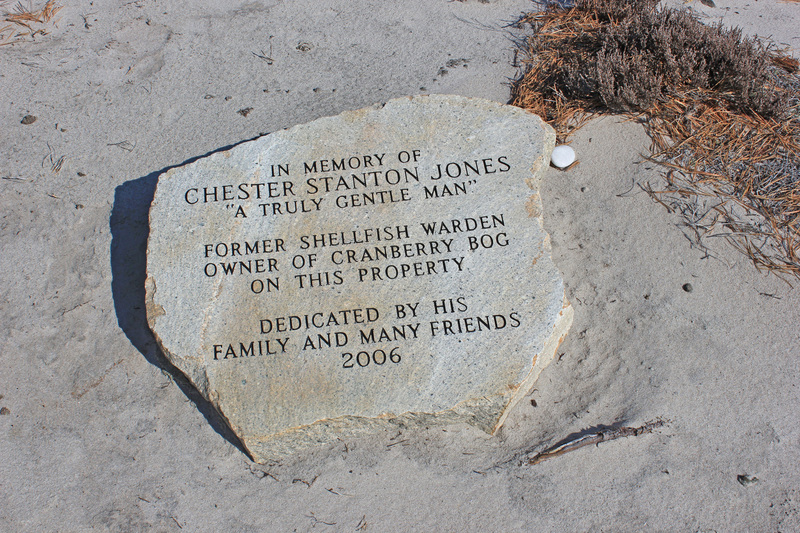 IN MEMORY OF
CHESTER STANTON JONES
"A TRULY GENTLE MAN"
FORMER SHELLFISH WARDEN
OWNER OF CRANBERRY BOG
ON THIS PROPERTY
DEDICATED BY HIS
FAMILY AND MANY FRIENDS
2006